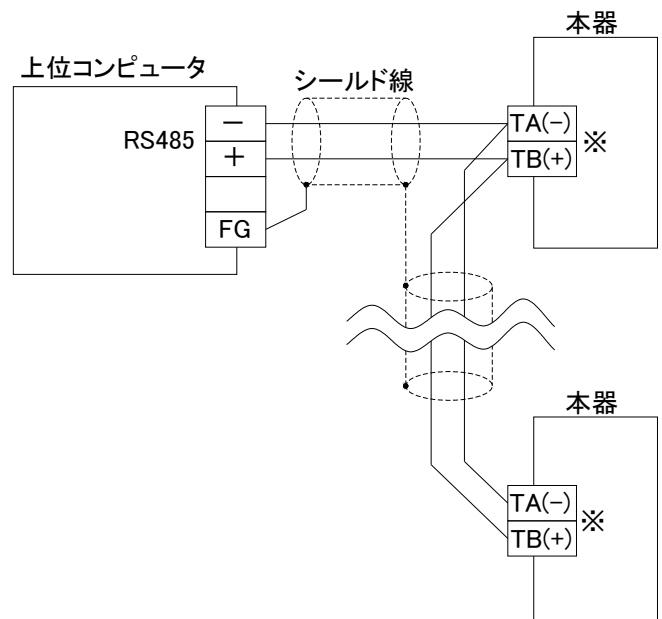 本器
上位コンピュータ
シールド線
RS485
－
＋
FG
TA(−)
TB(+)
※
本器
TA(−)
TB(+)
※